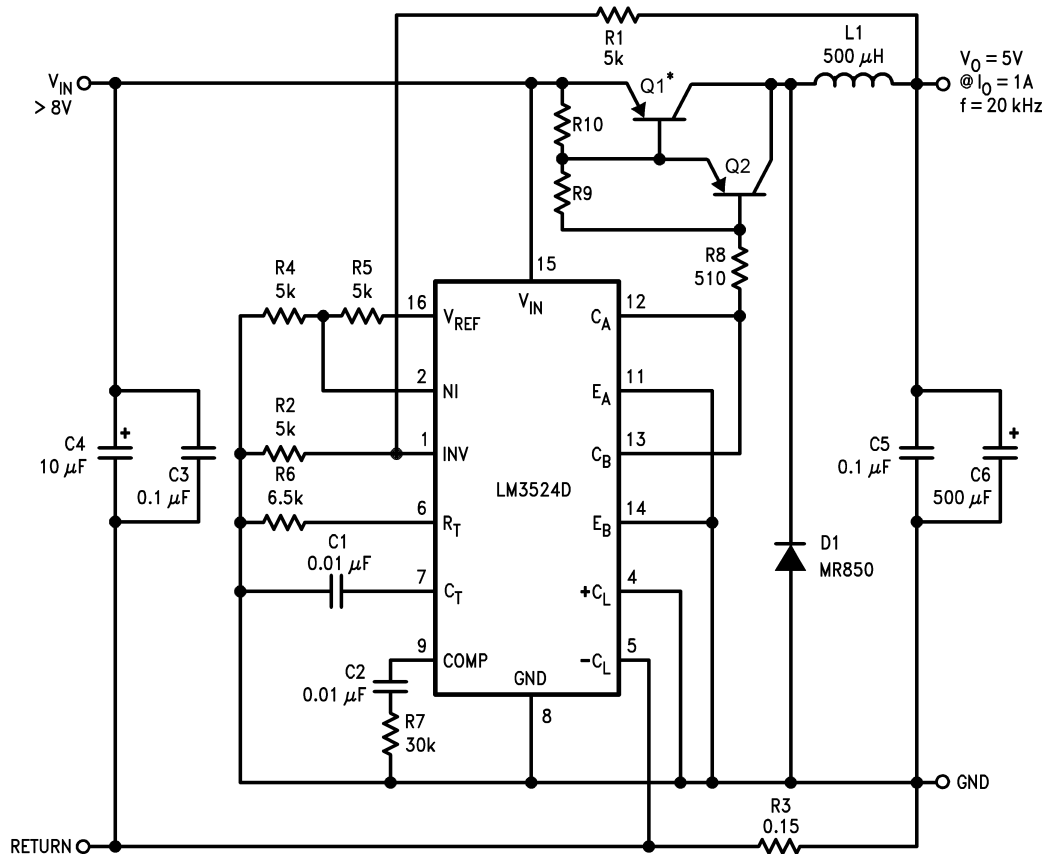 R1
5k
L1
500 μH
V_IN
> 8V
V_O = 5V
@ I_O = 1A
f = 20 kHz
Q1*
R10
Q2
R9
R8
510
15
R4
5k
R5
5k
16
V_REF
V_IN
12
C_A
2
NI
11
E_A
R2
5k
1
INV
13
C_B
C4
+
10 μF
C3
0.1 μF
LM3524D
C5
0.1 μF
+
C6
500 μF
R6
6.5k
6
R_T
14
E_B
C1
0.01 μF
7
C_T
4
+C_L
D1
MR850
9
COMP
5
−C_L
C2
0.01 μF
GND
8
R7
30k
GND
R3
0.15
RETURN